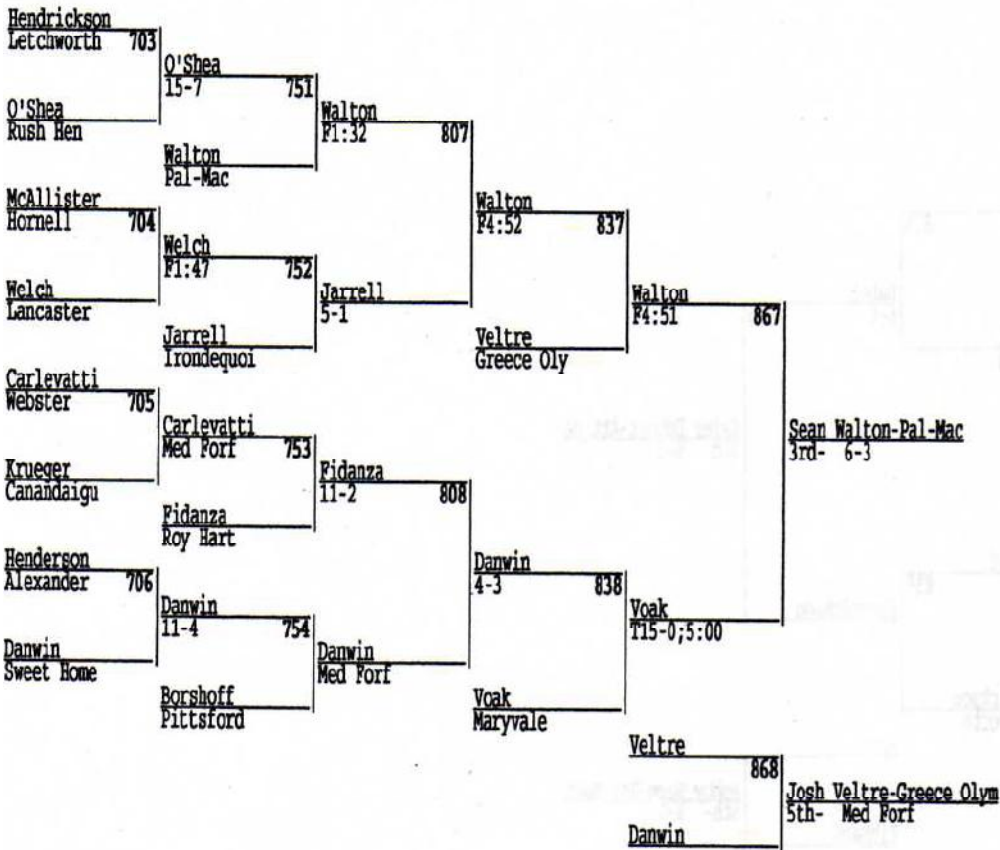 Hendrickson
Letchworth 703
O'Shea
15-7 751
O'Shea
Rush Hen
Walton
F1:32 807
Walton
Pal-Mac
McAllister
Hornell 704
Walton
F4:52 837
Welch
F1:47 752
Welch
Lancaster
Jarrell
5-1
Walton
F4:51 867
Jarrell
Irondequoi
Veltre
Greece Oly
Carlevatti
Webster 705
Carlevatti
Med Forf 753
Sean Walton-Pal-Mac
3rd- 6-3
Krueger
Canandaigu
Fidanza
11-2 808
Fidanza
Roy Hart
Henderson
Alexander 706
Danwin
4-3 838
Danwin
11-4 754
Voak
T15-0;5:00
Danwin
Sweet Home
Danwin
Med Forf
Borshoff
Pittsford
Voak
Maryvale
Veltre
868
Josh Veltre-Greece Olym
5th- Med Forf
Danwin